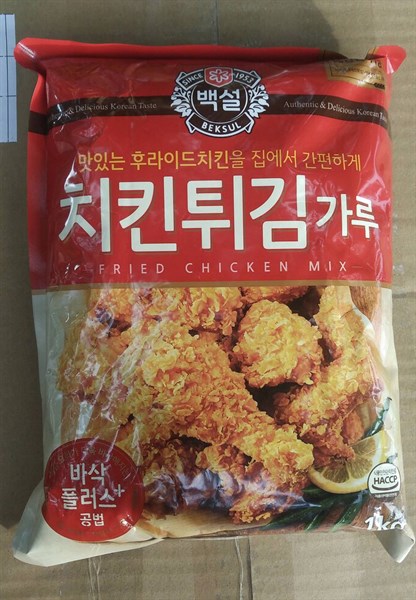 SINCE 1953
백설
BEKSUL
& Delicious Korean Taste
Authentic & Delicious Korean Taste
맛있는 후라이드치킨을 집에서 간편하게
치킨튀김가루
FRIED CHICKEN MIX
바삭
플러스+
공법
HACCP
1kg